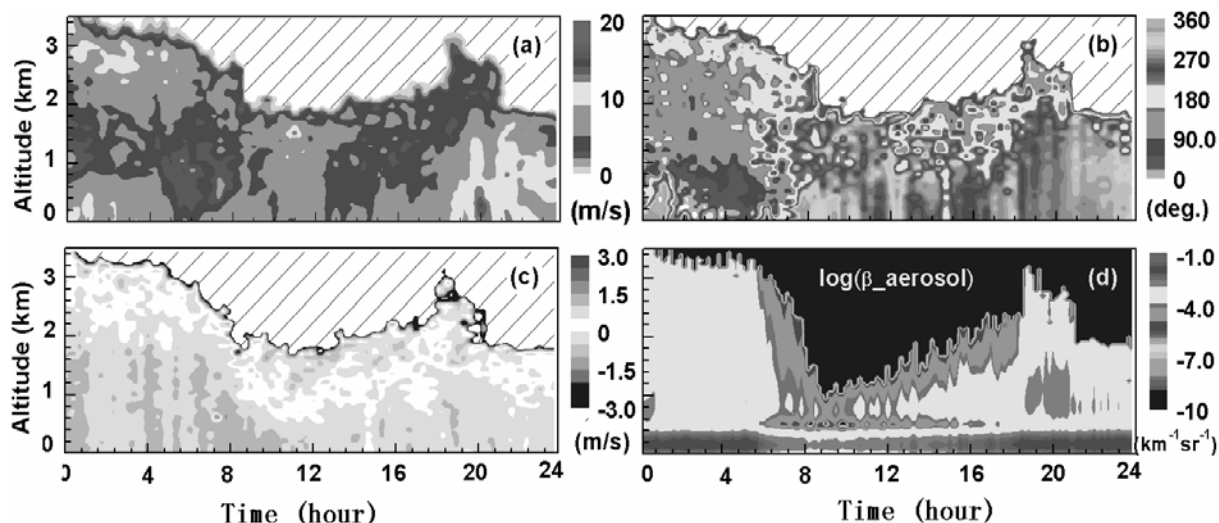 (a)
3
2
1
0
Altitude (km)
20
10
0
(m/s)
(b)
360
270
180
90.0
0
(deg.)
(c)
3
2
1
0
Altitude (km)
0 4 8 12 16 20 24
Time (hour)
3.0
1.5
0
-1.5
-3.0
(m/s)
log(β_aerosol)
(d)
0 4 8 12 16 20 24
Time (hour)
-1.0
-4.0
-7.0
-10
(km⁻¹sr⁻¹)